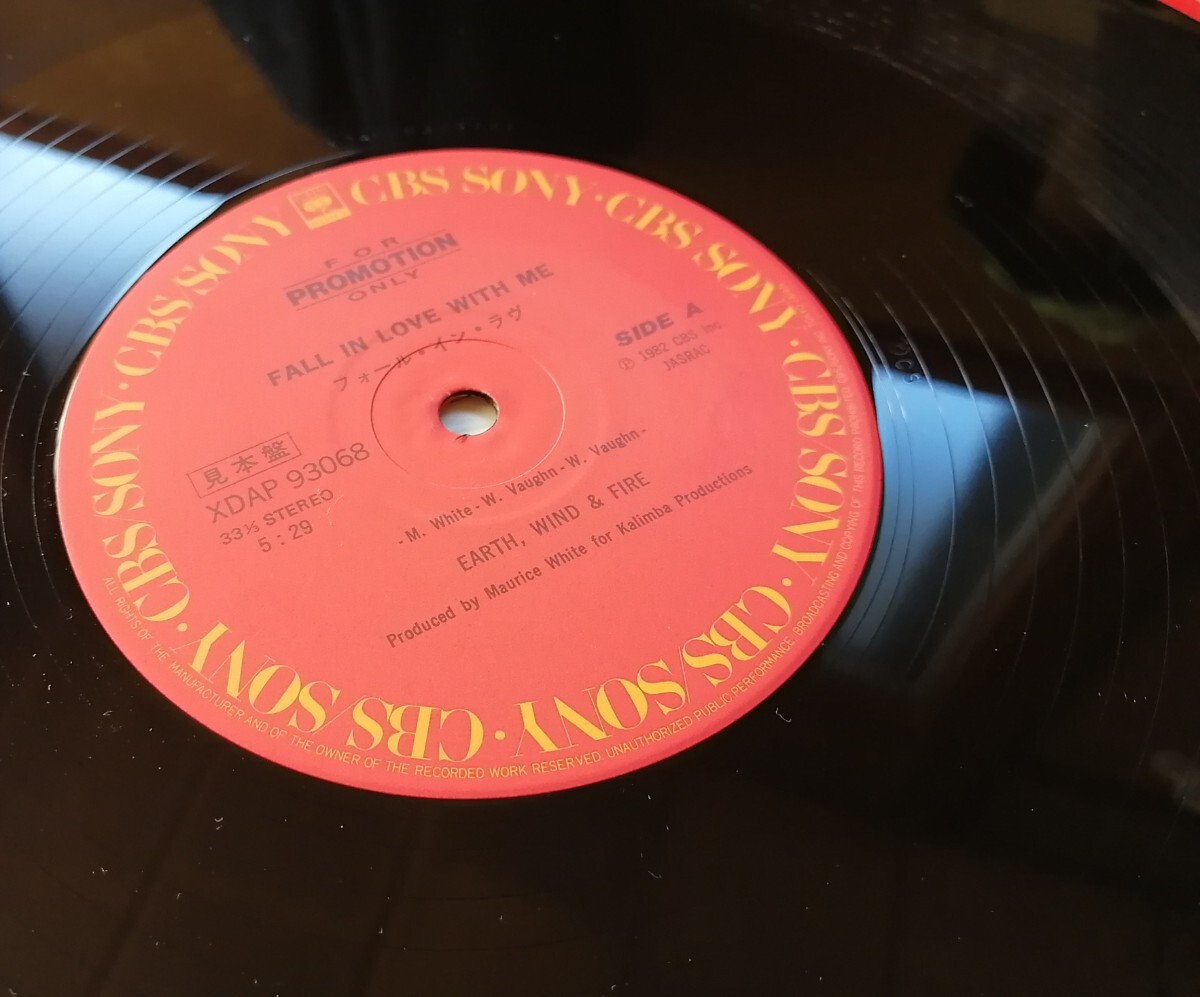 CBS/SONY · CBS/SONY · CBS/SONY · CBS/SONY · CBS/SONY · CBS SONY · CBS SONY · CBS SONY
FOR
PROMOTION
ONLY
FALL IN LOVE WITH ME
フォール・イン・ラヴ
SIDE A
Ⓟ 1982 CBS Inc.
JASRAC
見本盤
XDAP 93068
33⅓ STEREO
5:29
- M. White - W. Vaughn - W. Vaughn -
EARTH, WIND & FIRE
Produced by Maurice White for Kalimba Productions
ALL RIGHTS OF THE MANUFACTURER AND OF THE OWNER OF THE RECORDED WORK RESERVED. UNAUTHORIZED PUBLIC PERFORMANCE, BROADCASTING AND COPYING OF THIS RECORD PROHIBITED